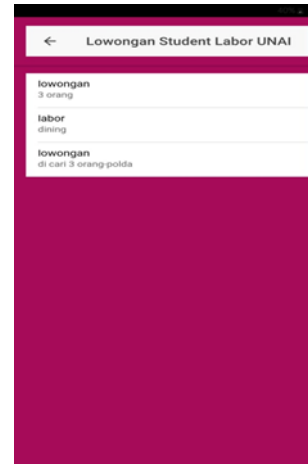 ← Lowongan Student Labor UNAI
lowongan
3 orang
labor
dining
lowongan
di cari 3 orang-polda